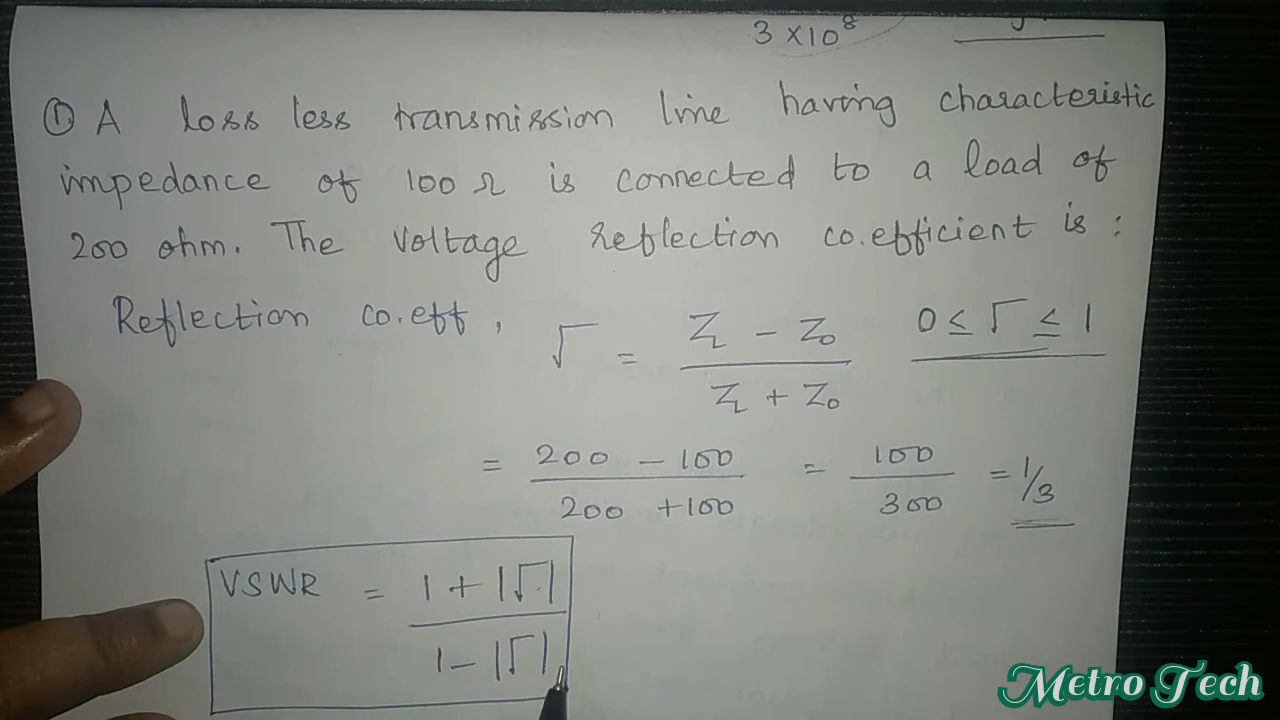 3 × 10⁸
① A loss less transmission line having characteristic
impedance of 100 Ω is connected to a load of
200 ohm. The Voltage reflection co.efficient is :
Reflection co.eff, Γ = (Z_L − Z_0) / (Z_L + Z_0)   0 ≤ Γ ≤ 1
= (200 − 100) / (200 + 100) = 100 / 300 = 1/3
VSWR = (1 + |Γ|) / (1 − |Γ|)
Metro Tech